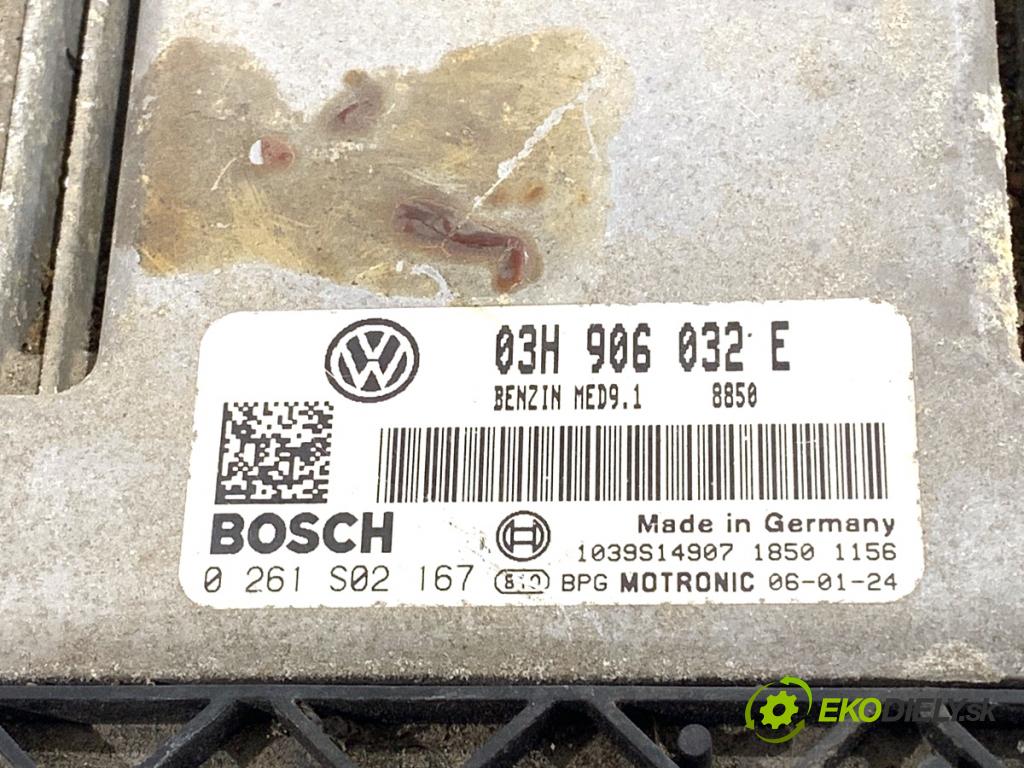 03H 906 032 E
BENZIN MED9.1 8850
BOSCH
Made in Germany
1039S14907 1850 1156
0 261 S02 167 BPG MOTRONIC 06-01-24
EKODIELY.sk